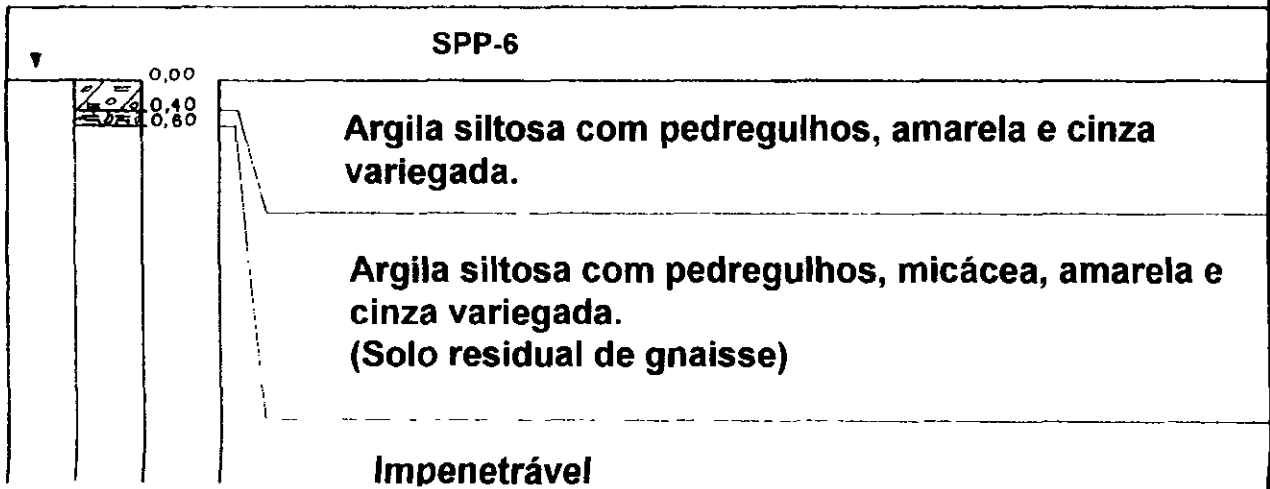 SPP-6
0,00
0,40
0,60
Argila siltosa com pedregulhos, amarela e cinza
variegada.
Argila siltosa com pedregulhos, micácea, amarela e
cinza variegada.
(Solo residual de gnaisse)
Impenetrável